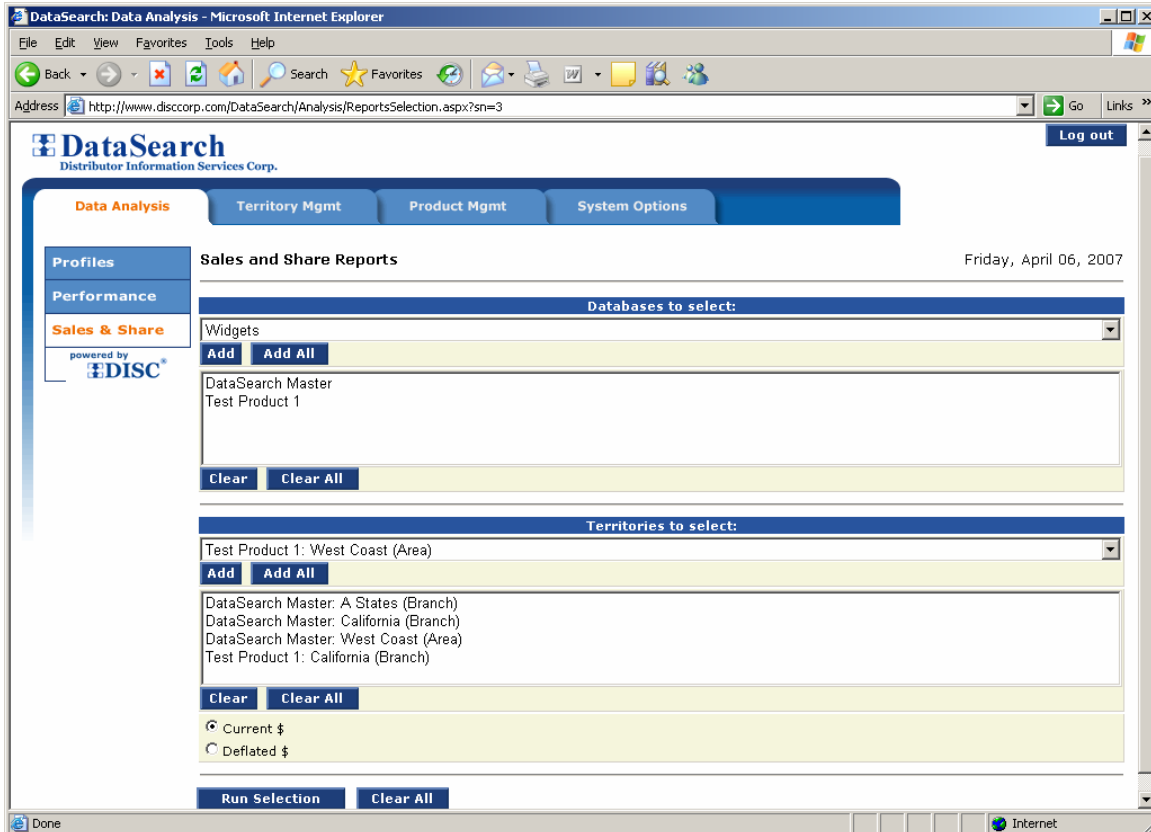 DataSearch: Data Analysis - Microsoft Internet Explorer
File Edit View Favorites Tools Help
Back Search Favorites
Address http://www.disccorp.com/DataSearch/Analysis/ReportsSelection.aspx?sn=3 Go Links »
Log out
DataSearch
Distributor Information Services Corp.
Data Analysis Territory Mgmt Product Mgmt System Options
Profiles
Performance
Sales & Share
powered by
DISC®
Sales and Share Reports Friday, April 06, 2007
Databases to select:
Widgets
Add Add All
DataSearch Master
Test Product 1
Clear Clear All
Territories to select:
Test Product 1: West Coast (Area)
Add Add All
DataSearch Master: A States (Branch)
DataSearch Master: California (Branch)
DataSearch Master: West Coast (Area)
Test Product 1: California (Branch)
Clear Clear All
Current $
Deflated $
Run Selection Clear All
Done Internet